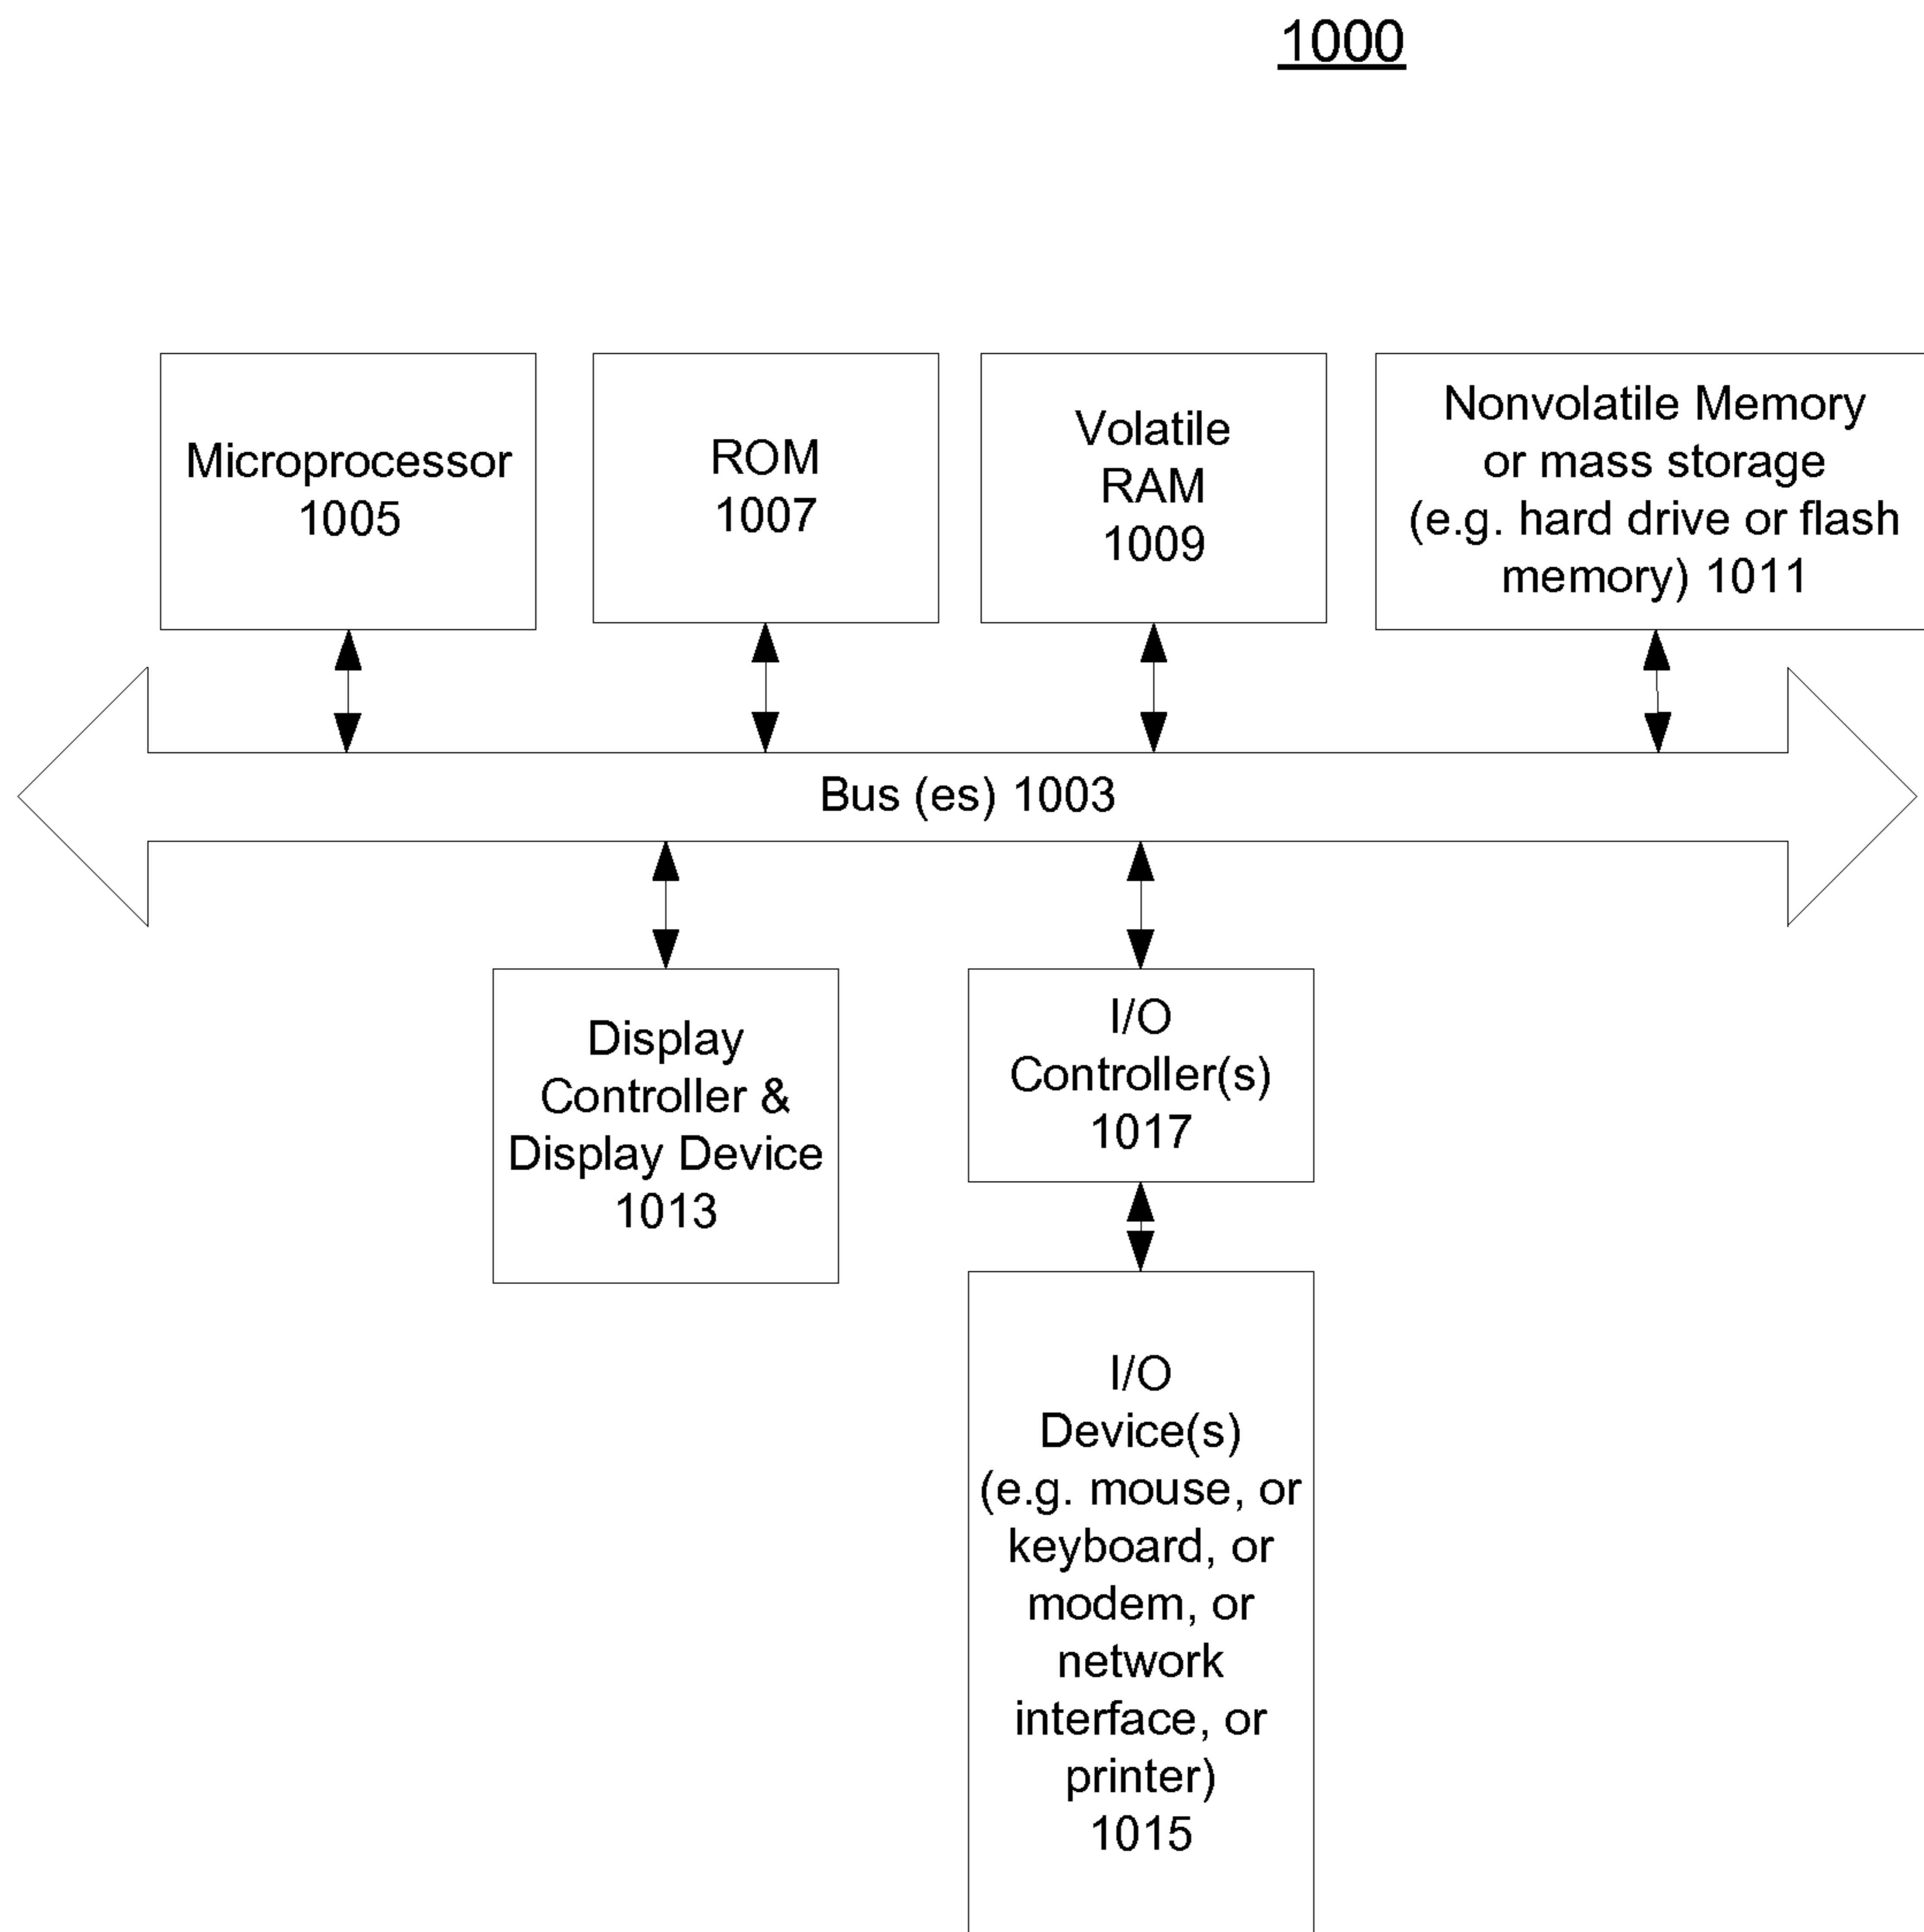 1000
Microprocessor
1005
ROM
1007
Volatile
RAM
1009
Nonvolatile Memory
or mass storage
(e.g. hard drive or flash
memory) 1011
Bus (es) 1003
Display
Controller &
Display Device
1013
I/O
Controller(s)
1017
I/O
Device(s)
(e.g. mouse, or
keyboard, or
modem, or
network
interface, or
printer)
1015